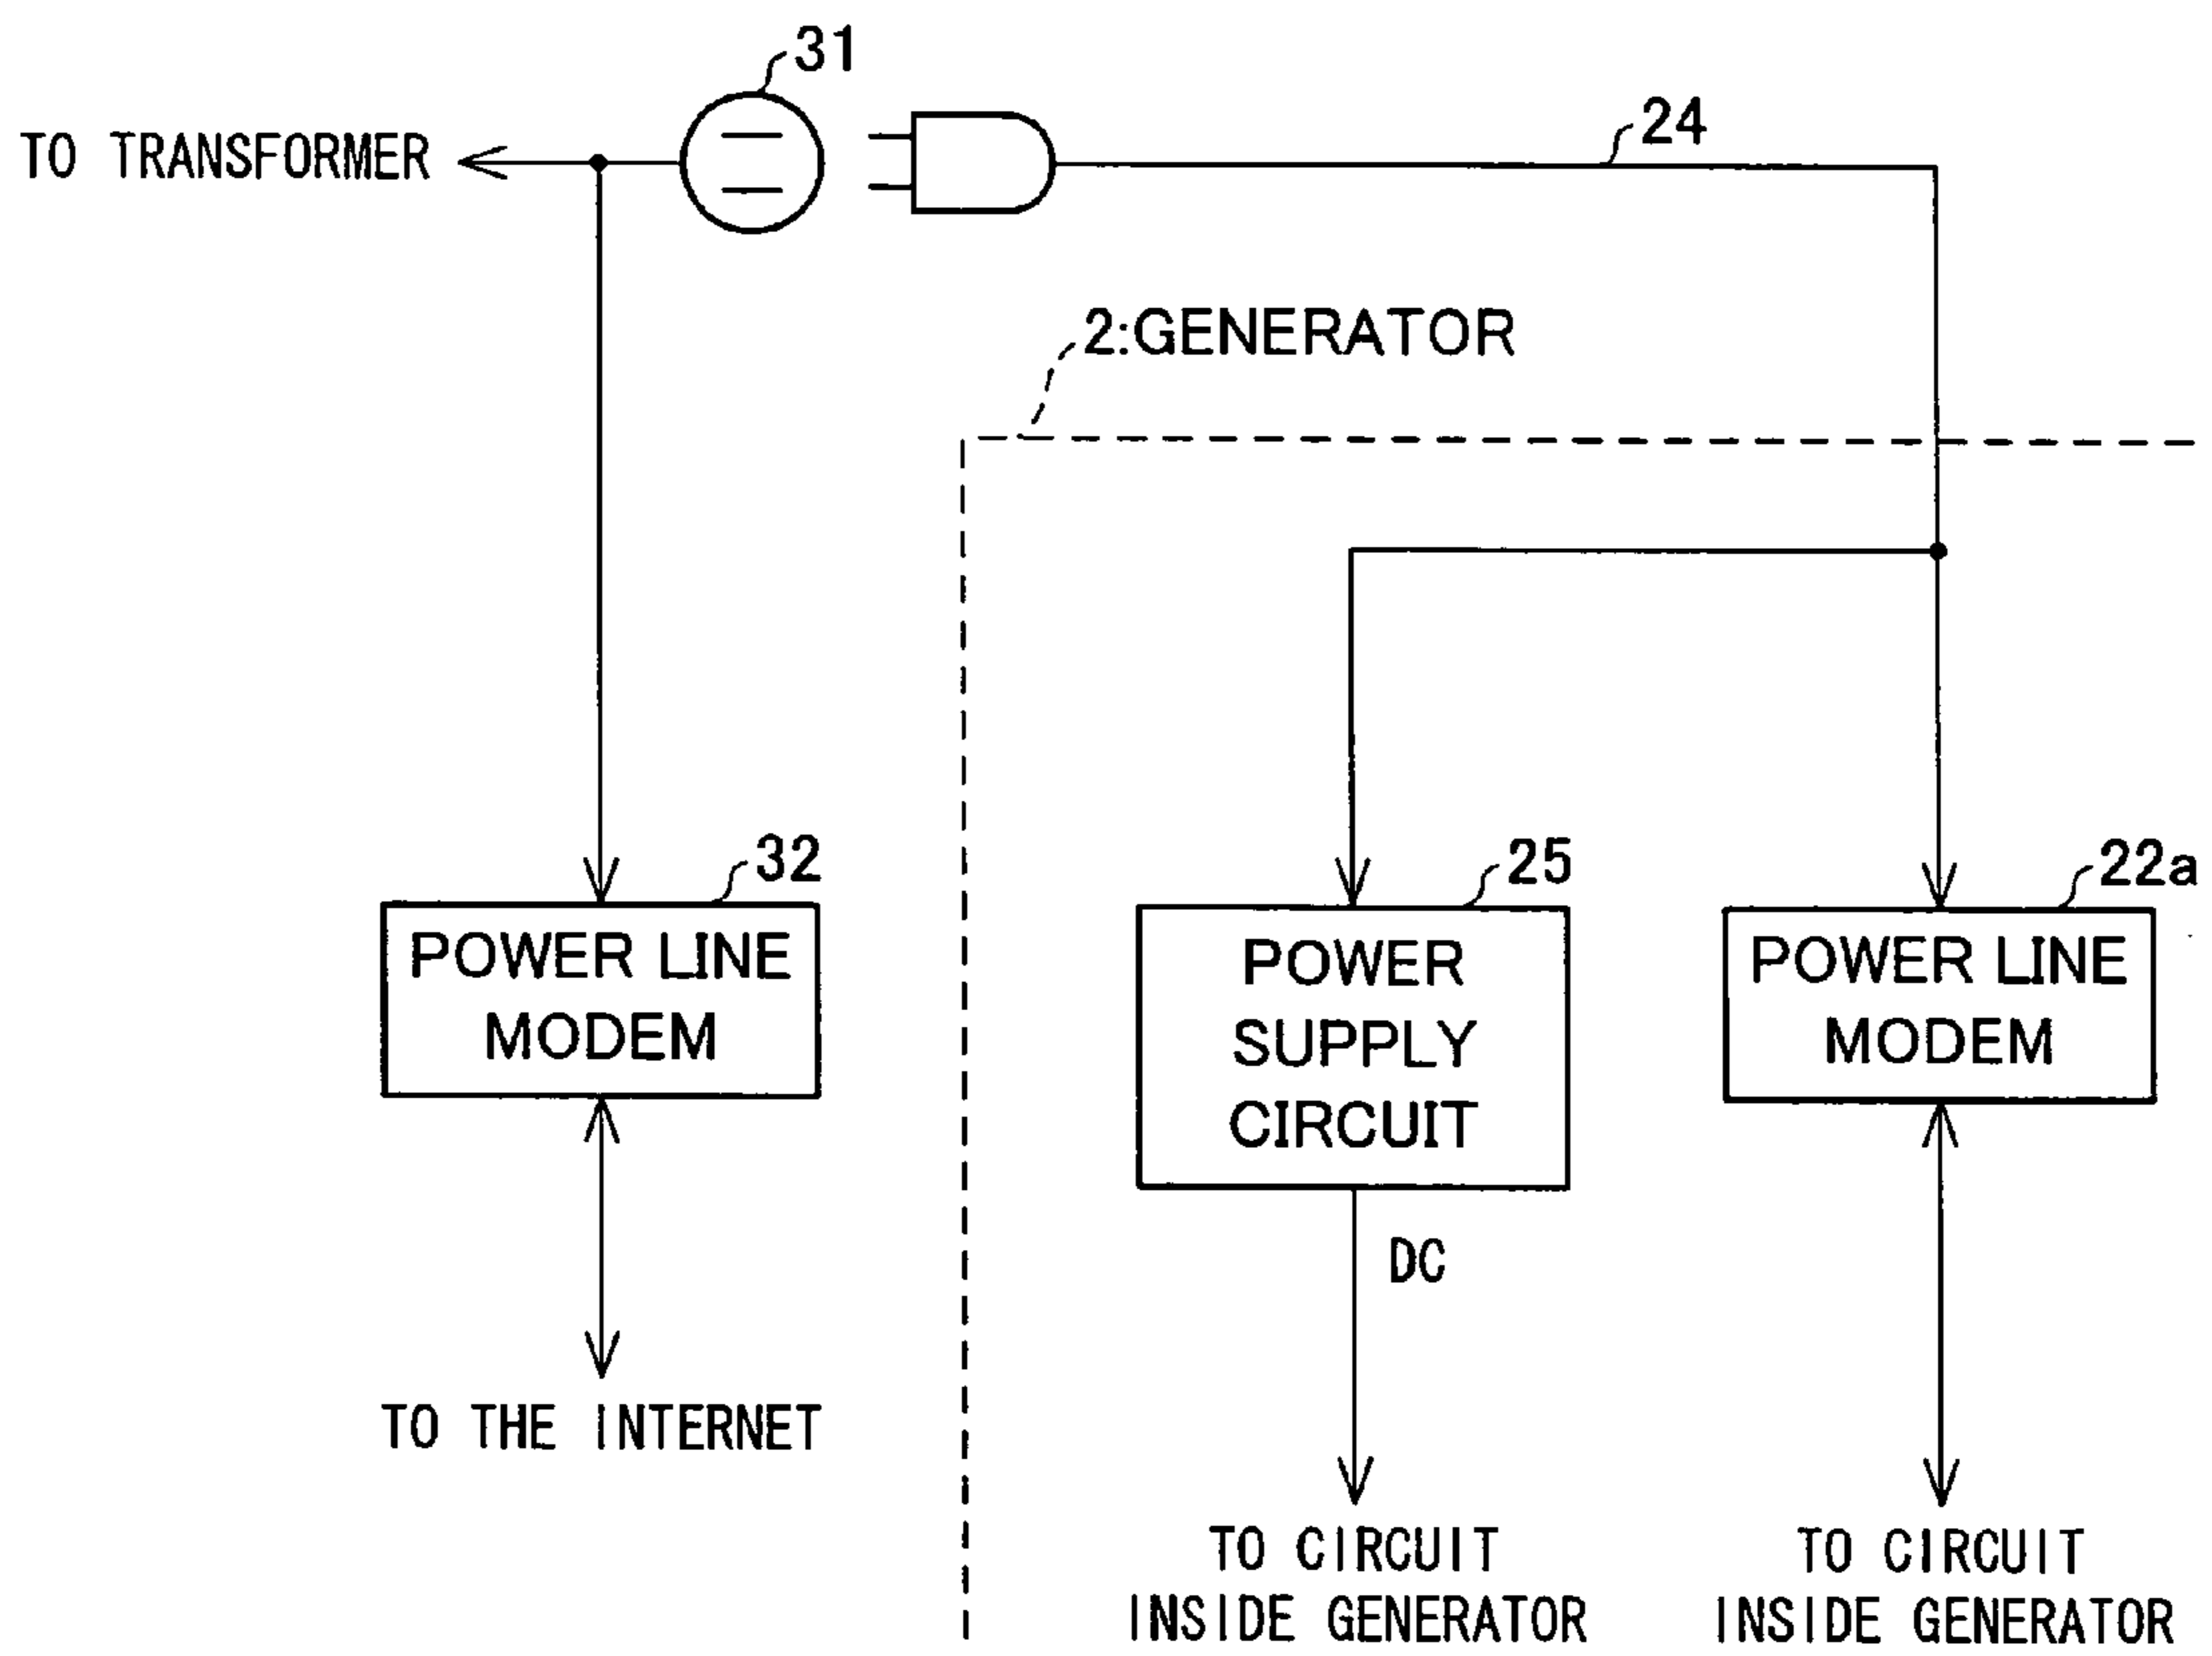 31
TO TRANSFORMER
24
2:GENERATOR
32
25
22a
POWER LINE
MODEM
POWER
SUPPLY
CIRCUIT
POWER LINE
MODEM
DC
TO THE INTERNET
TO CIRCUIT
INSIDE GENERATOR
TO CIRCUIT
INSIDE GENERATOR